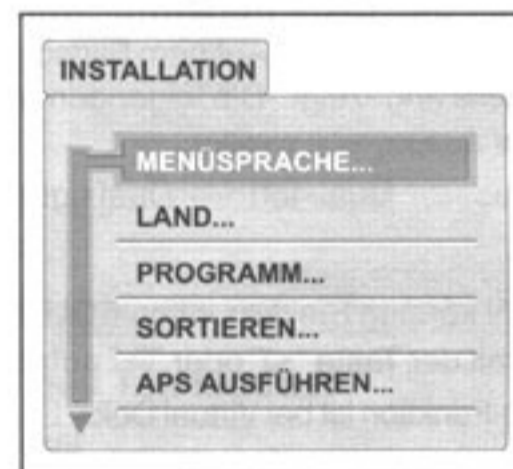 INSTALLATION
MENÜSPRACHE...
LAND...
PROGRAMM...
SORTIEREN...
APS AUSFÜHREN...